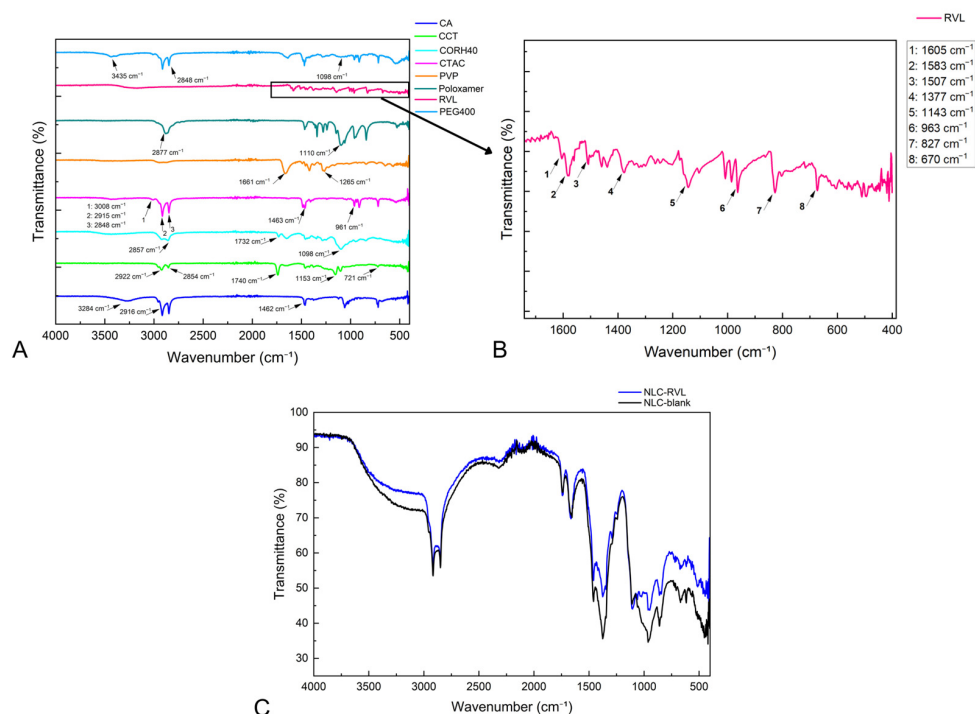 CA
CCT
CORH40
CTAC
PVP
Poloxamer
RVL
PEG400
Transmittance (%)
3435 cm⁻¹
2848 cm⁻¹
1098 cm⁻¹
2877 cm⁻¹
1110 cm⁻¹
1661 cm⁻¹
1265 cm⁻¹
1: 3008 cm⁻¹
2: 2915 cm⁻¹
3: 2848 cm⁻¹
1
2
3
1463 cm⁻¹
961 cm⁻¹
2857 cm⁻¹
1732 cm⁻¹
1098 cm⁻¹
2922 cm⁻¹
2854 cm⁻¹
1740 cm⁻¹
1153 cm⁻¹
721 cm⁻¹
3284 cm⁻¹
2916 cm⁻¹
1462 cm⁻¹
4000 3500 3000 2500 2000 1500 1000 500
Wavenumber (cm⁻¹)
A
RVL
1: 1605 cm⁻¹
2: 1583 cm⁻¹
3: 1507 cm⁻¹
4: 1377 cm⁻¹
5: 1143 cm⁻¹
6: 963 cm⁻¹
7: 827 cm⁻¹
8: 670 cm⁻¹
Transmittance (%)
1
2
3
4
5
6
7
8
1600 1400 1200 1000 800 600 400
Wavenumber (cm⁻¹)
B
NLC-RVL
NLC-blank
Transmittance (%)
100
90
80
70
60
50
40
30
4000 3500 3000 2500 2000 1500 1000 500
Wavenumber (cm⁻¹)
C